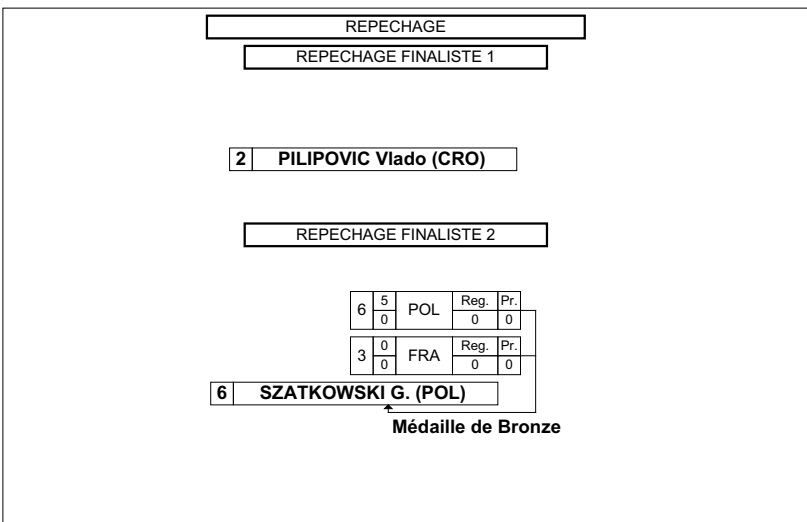 REPECHAGE
REPECHAGE FINALISTE 1
2 PILIPOVIC Vlado (CRO)
REPECHAGE FINALISTE 2
6 5 POL Reg. Pr.
0 0 0
3 0 FRA Reg. Pr.
0 0 0
6 SZATKOWSKI G. (POL)
Médaille de Bronze